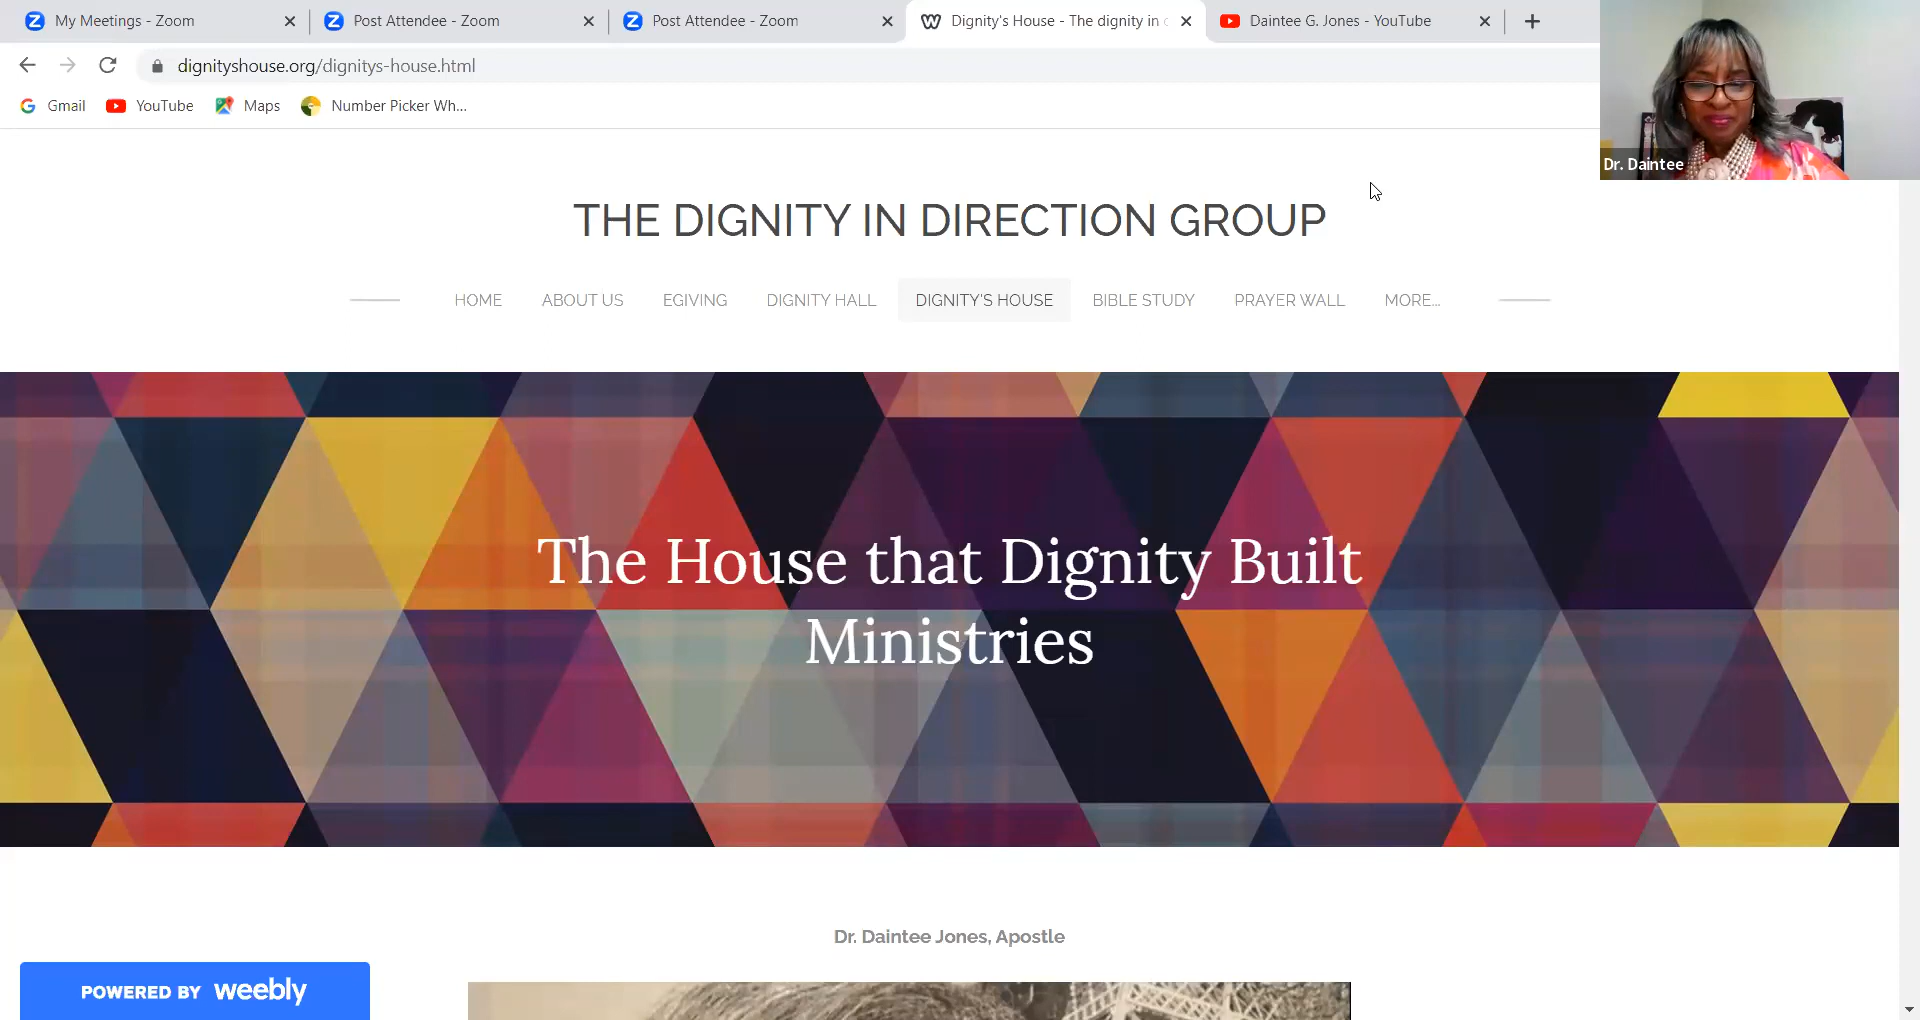 My Meetings - Zoom
Post Attendee - Zoom
Post Attendee - Zoom
Dignity's House - The dignity in
Daintee G. Jones - YouTube
dignityshouse.org/dignitys-house.html
Gmail
YouTube
Maps
Number Picker Wh...
Dr. Daintee
THE DIGNITY IN DIRECTION GROUP
HOME
ABOUT US
EGIVING
DIGNITY HALL
DIGNITY'S HOUSE
BIBLE STUDY
PRAYER WALL
MORE...
The House that Dignity Built
Ministries
Dr. Daintee Jones, Apostle
POWERED BY weebly